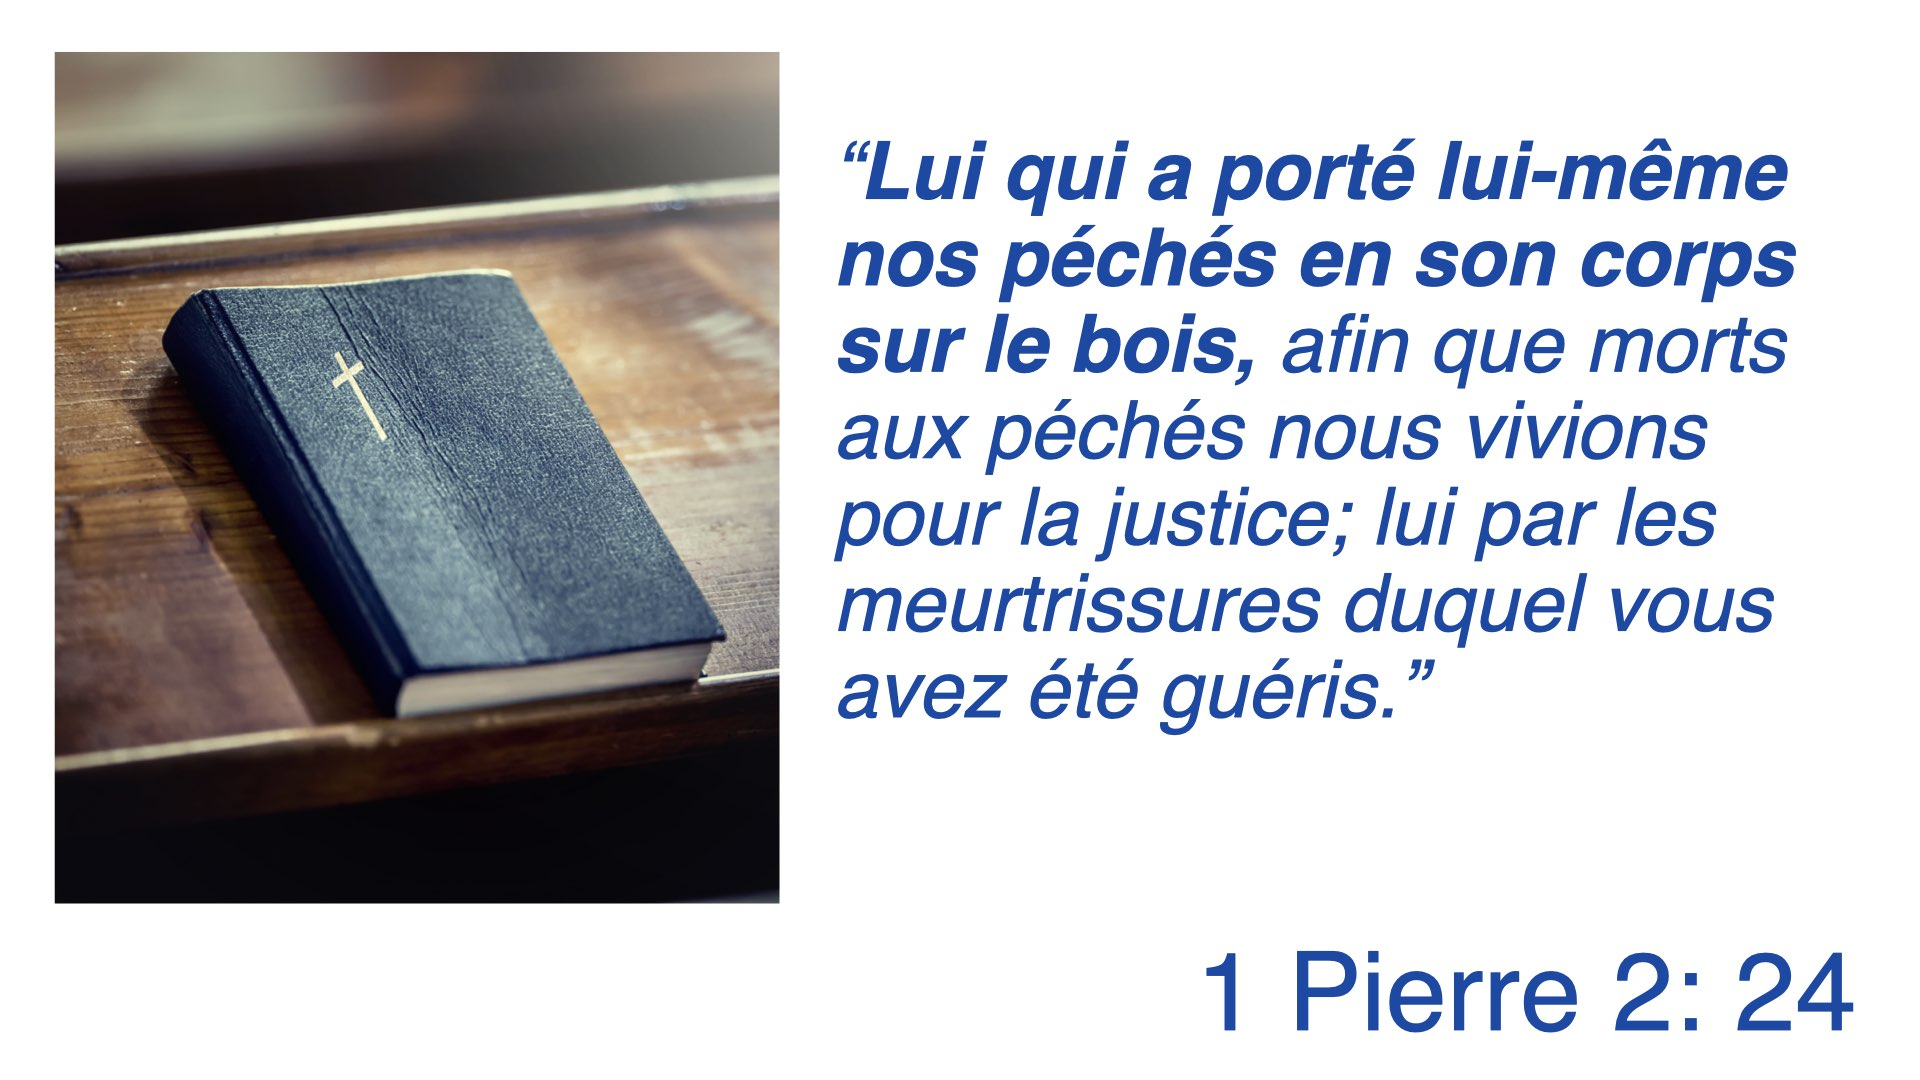 “Lui qui a porté lui-même
nos péchés en son corps
sur le bois, afin que morts
aux péchés nous vivions
pour la justice; lui par les
meurtrissures duquel vous
avez été guéris.”
1 Pierre 2: 24